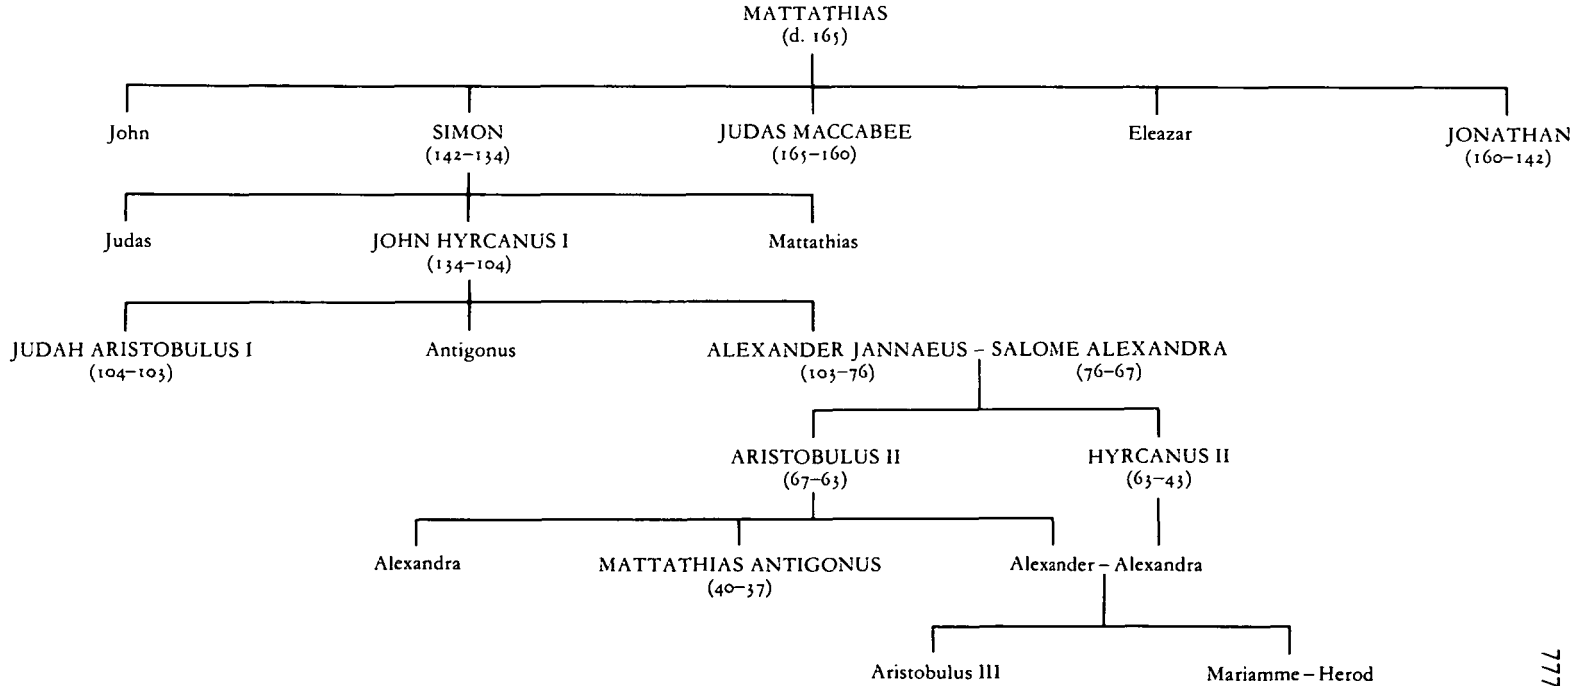 MATTATHIAS
(d. 165)
John
SIMON
(142–134)
JUDAS MACCABEE
(165–160)
Eleazar
JONATHAN
(160–142)
Judas
JOHN HYRCANUS I
(134–104)
Mattathias
JUDAH ARISTOBULUS I
(104–103)
Antigonus
ALEXANDER JANNAEUS – SALOME ALEXANDRA
(103–76)
(76–67)
ARISTOBULUS II
(67–63)
HYRCANUS II
(63–43)
Alexandra
MATTATHIAS ANTIGONUS
(40–37)
Alexander – Alexandra
Aristobulus III
Mariamme – Herod
777